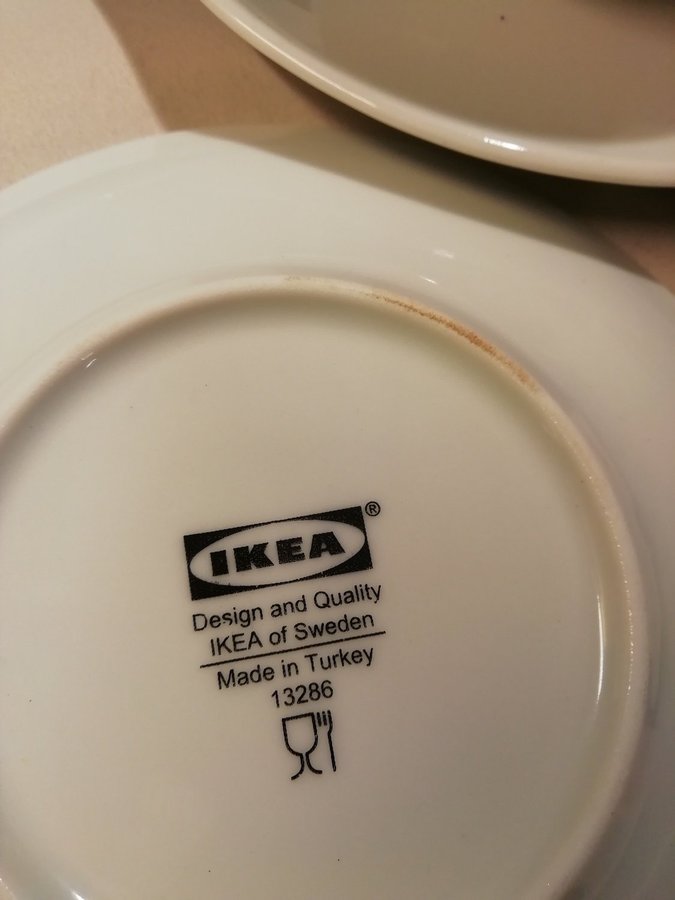 IKEA®
Design and Quality
IKEA of Sweden
Made in Turkey
13286